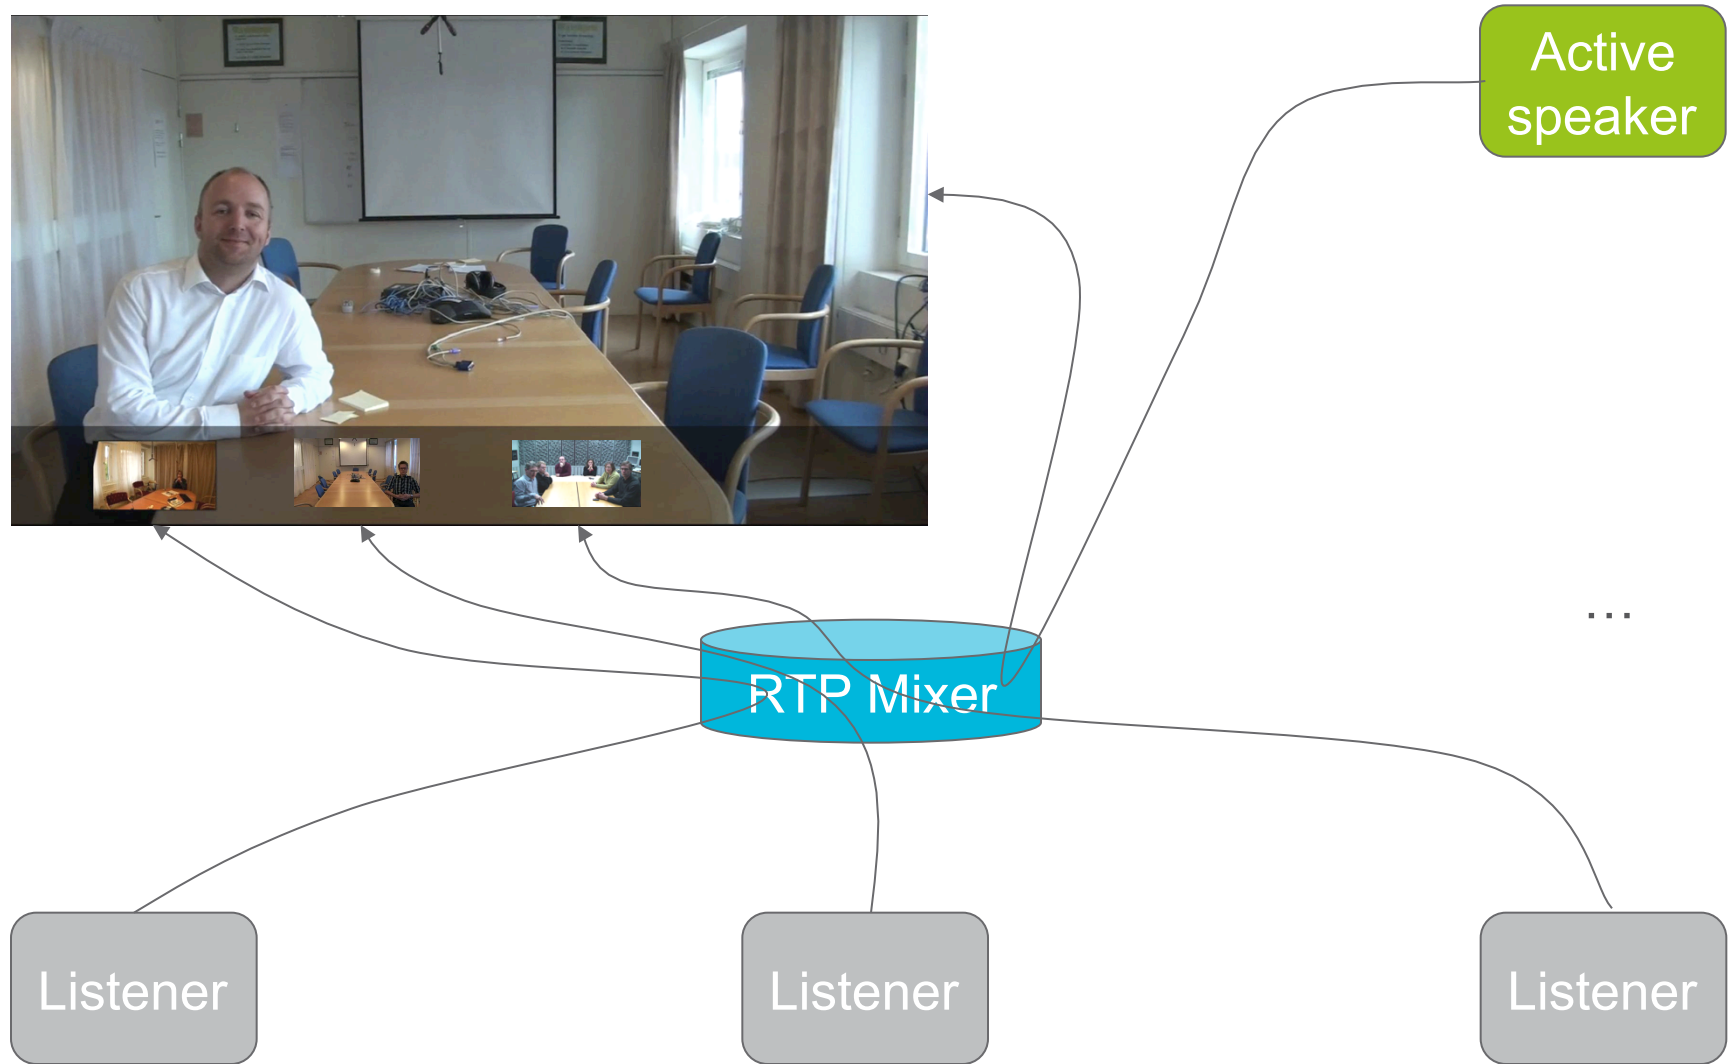 Active
speaker
...
RTP Mixer
Listener
Listener
Listener